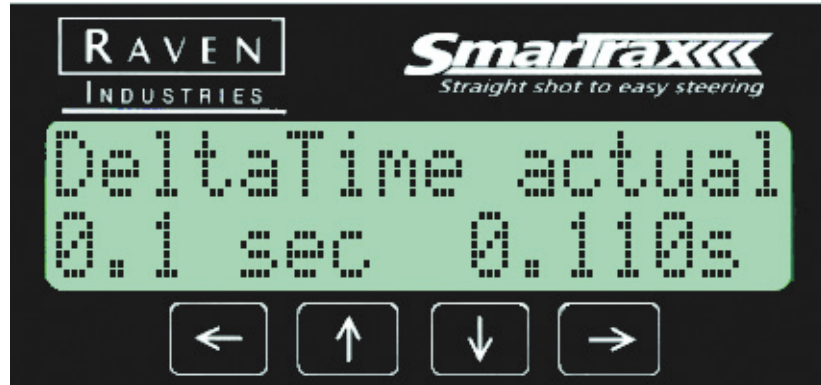 RAVEN
INDUSTRIES
SmarTrax
Straight shot to easy steering
DeltaTime actual
0.1 sec 0.110s